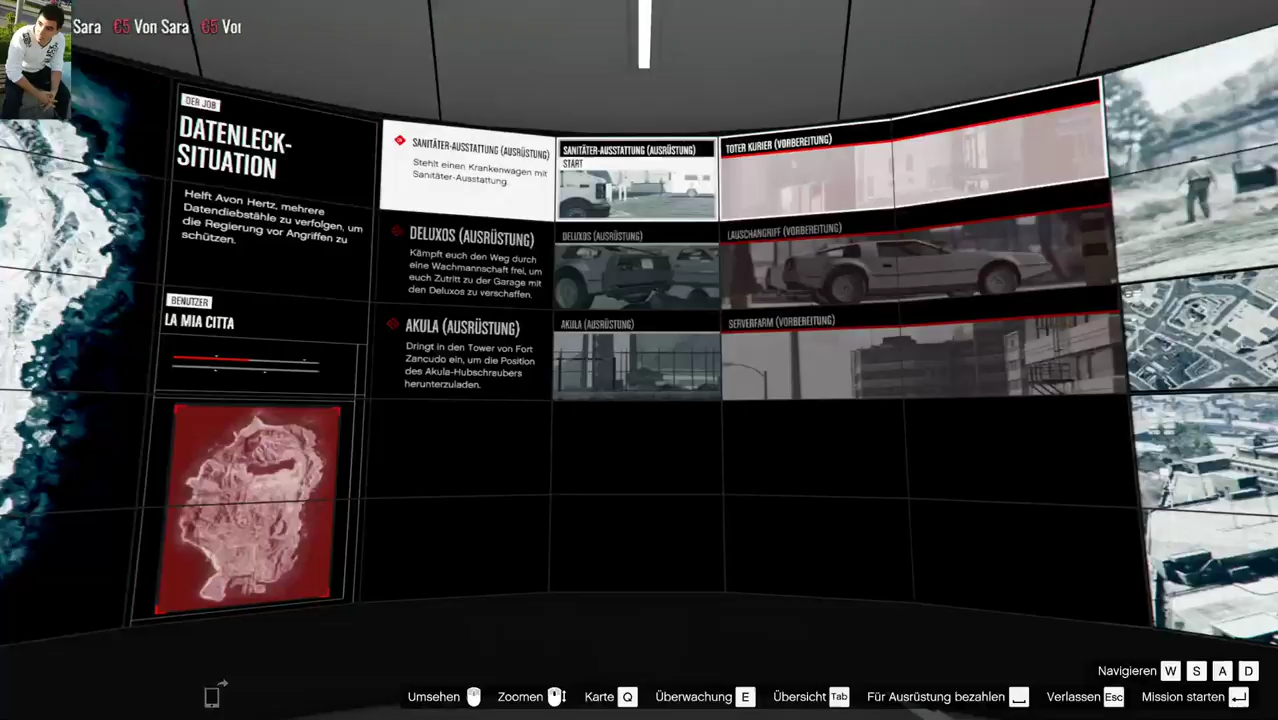 Sara €5 Von Sara €5 Vor
DER JOB
DATENLECK-
SITUATION
Helft Avon Hertz, mehrere
Datendiebstähle zu verfolgen, um
die Regierung vor Angriffen zu
schützen.
BENUTZER
LA MIA CITTA
SANITÄTER-AUSSTATTUNG (AUSRÜSTUNG)
Stehlt einen Krankenwagen mit
Sanitäter-Ausstattung.
DELUXOS (AUSRÜSTUNG)
Kämpft euch den Weg durch
eine Wachmannschaft frei, um
euch Zutritt zu der Garage mit
den Deluxos zu verschaffen.
AKULA (AUSRÜSTUNG)
Dringt in den Tower von Fort
Zancudo ein, um die Position
des Akula-Hubschraubers
herunterzuladen.
SANITÄTER-AUSSTATTUNG (AUSRÜSTUNG)
START
DELUXOS (AUSRÜSTUNG)
AKULA (AUSRÜSTUNG)
TOTER KURIER (VORBEREITUNG)
LAUSCHANGRIFF (VORBEREITUNG)
SERVERFARM (VORBEREITUNG)
Navigieren W S A D
Umsehen Zoomen Karte Q Überwachung E Übersicht Tab Für Ausrüstung bezahlen Verlassen Esc Mission starten